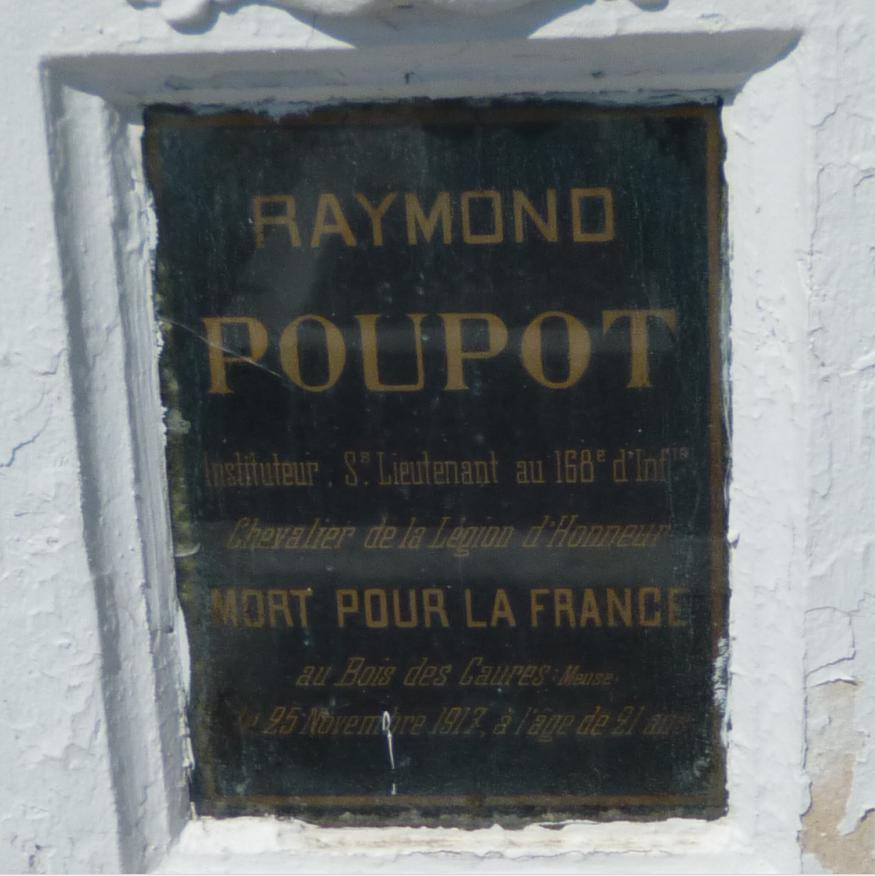 RAYMOND
POUPOT
Instituteur. Ss Lieutenant au 168e d'Infie
Chevalier de la Légion d'Honneur
MORT POUR LA FRANCE
au Bois des Caures (Meuse)
le 25 Novembre 1917, à l'âge de 21 ans